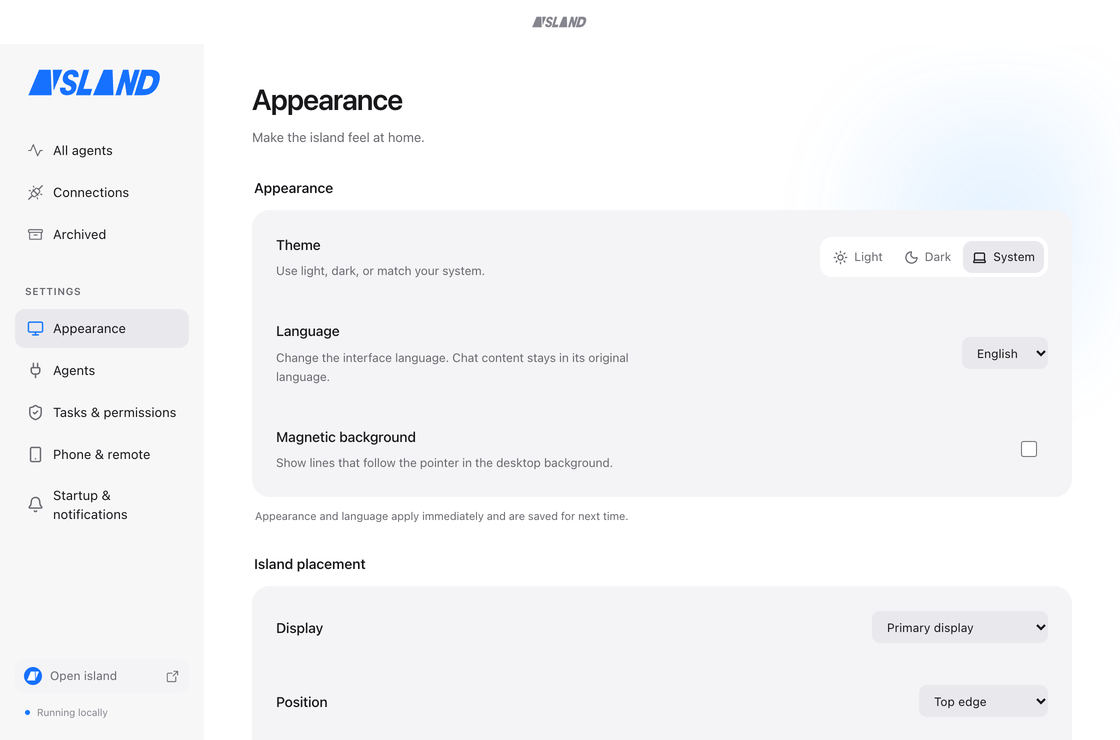 AISLAND
AISLAND
All agents
Connections
Archived
SETTINGS
Appearance
Agents
Tasks & permissions
Phone & remote
Startup &
notifications
Open island
Running locally
Appearance
Make the island feel at home.
Appearance
Theme
Use light, dark, or match your system.
Light
Dark
System
Language
Change the interface language. Chat content stays in its original
language.
English
Magnetic background
Show lines that follow the pointer in the desktop background.
Appearance and language apply immediately and are saved for next time.
Island placement
Display
Primary display
Position
Top edge